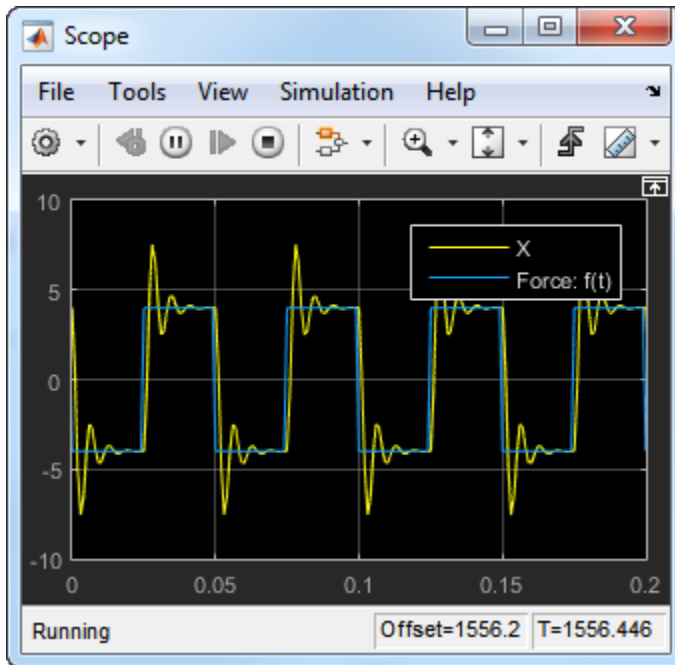 Scope
File Tools View Simulation Help
10
5
0
-5
-10
X
Force: f(t)
0 0.05 0.1 0.15 0.2
Running Offset=1556.2 T=1556.446